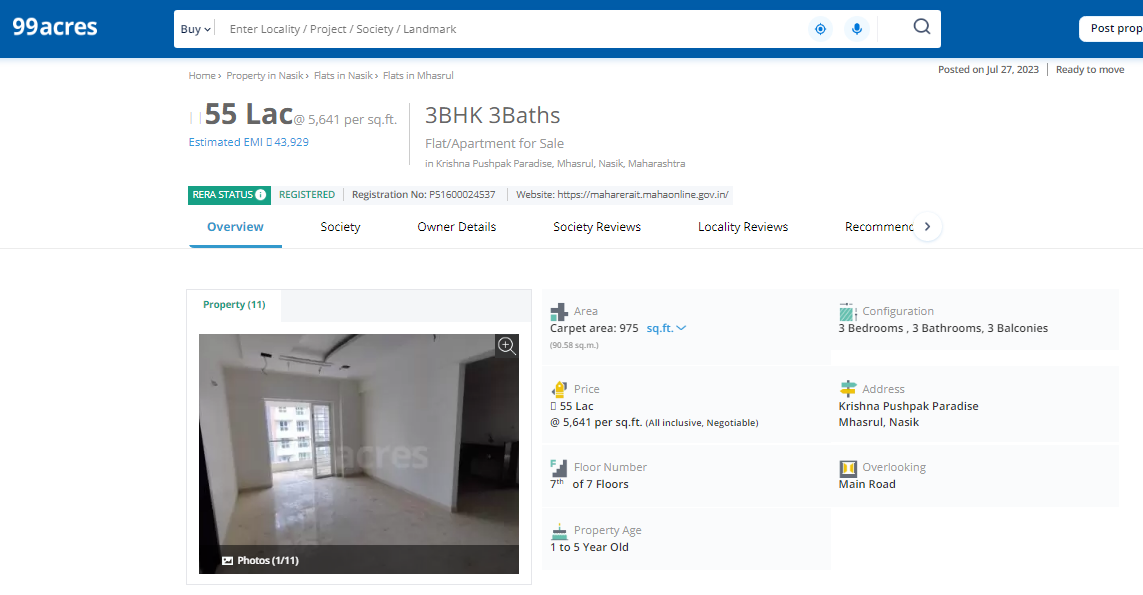 99acres
Buy
Enter Locality / Project / Society / Landmark
Post prop
Home › Property in Nasik › Flats in Nasik › Flats in Mhasrul
Posted on Jul 27, 2023 | Ready to move
55 Lac @ 5,641 per sq.ft.
Estimated EMI 43,929
3BHK 3Baths
Flat/Apartment for Sale
in Krishna Pushpak Paradise, Mhasrul, Nasik, Maharashtra
RERA STATUS i REGISTERED | Registration No: P51600024537 | Website: https://maharerait.mahaonline.gov.in/
Overview Society Owner Details Society Reviews Locality Reviews Recommend
Property (11)
acres
Photos (1/11)
Area
Carpet area: 975 sq.ft.
(90.58 sq.m.)
Configuration
3 Bedrooms , 3 Bathrooms, 3 Balconies
Price
55 Lac
@ 5,641 per sq.ft. (All inclusive, Negotiable)
Address
Krishna Pushpak Paradise
Mhasrul, Nasik
Floor Number
7th of 7 Floors
Overlooking
Main Road
Property Age
1 to 5 Year Old